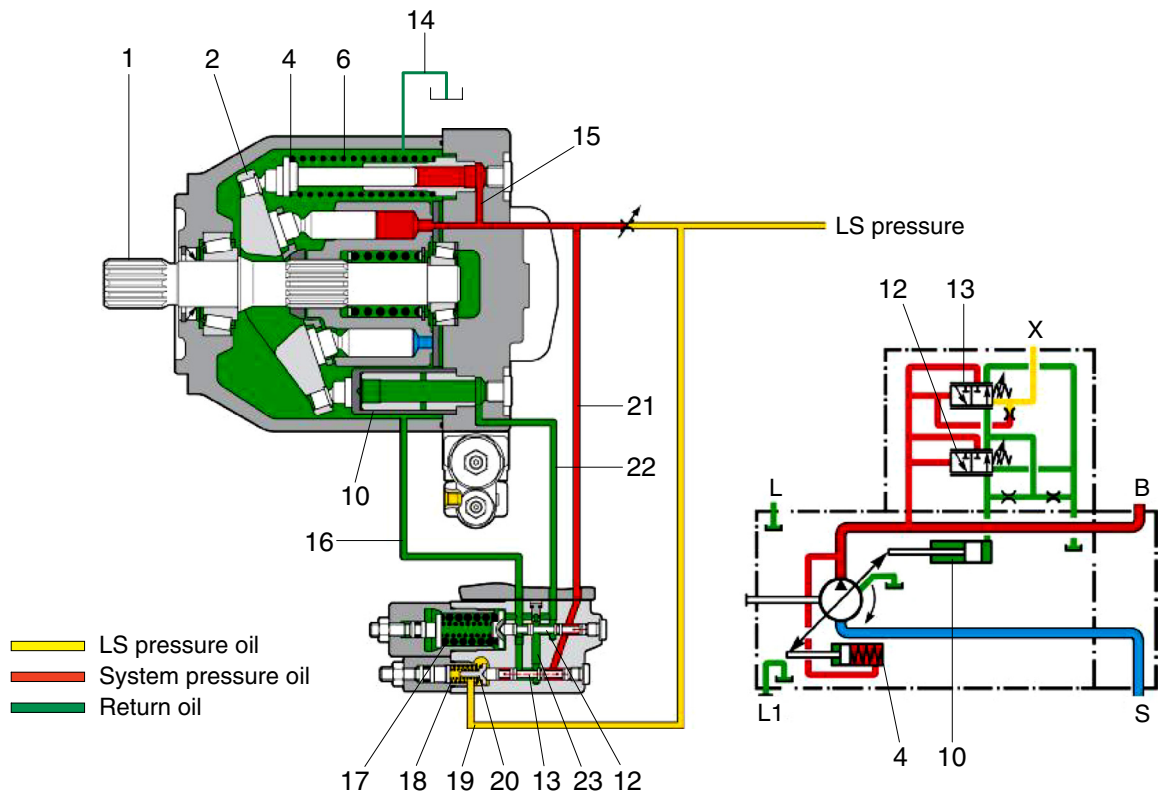 14
1 2 4 6
15
LS pressure
12 13
X
21
22
10
L
B
16
10
LS pressure oil
System pressure oil
Return oil
L1
S
17 18 19 20 13 23 12
4 10